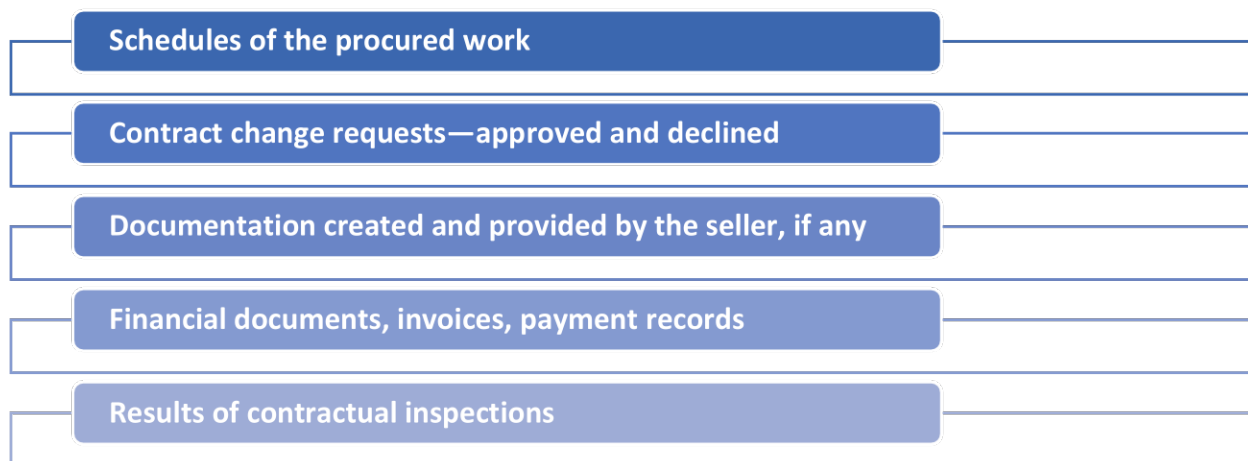 Schedules of the procured work
Contract change requests—approved and declined
Documentation created and provided by the seller, if any
Financial documents, invoices, payment records
Results of contractual inspections